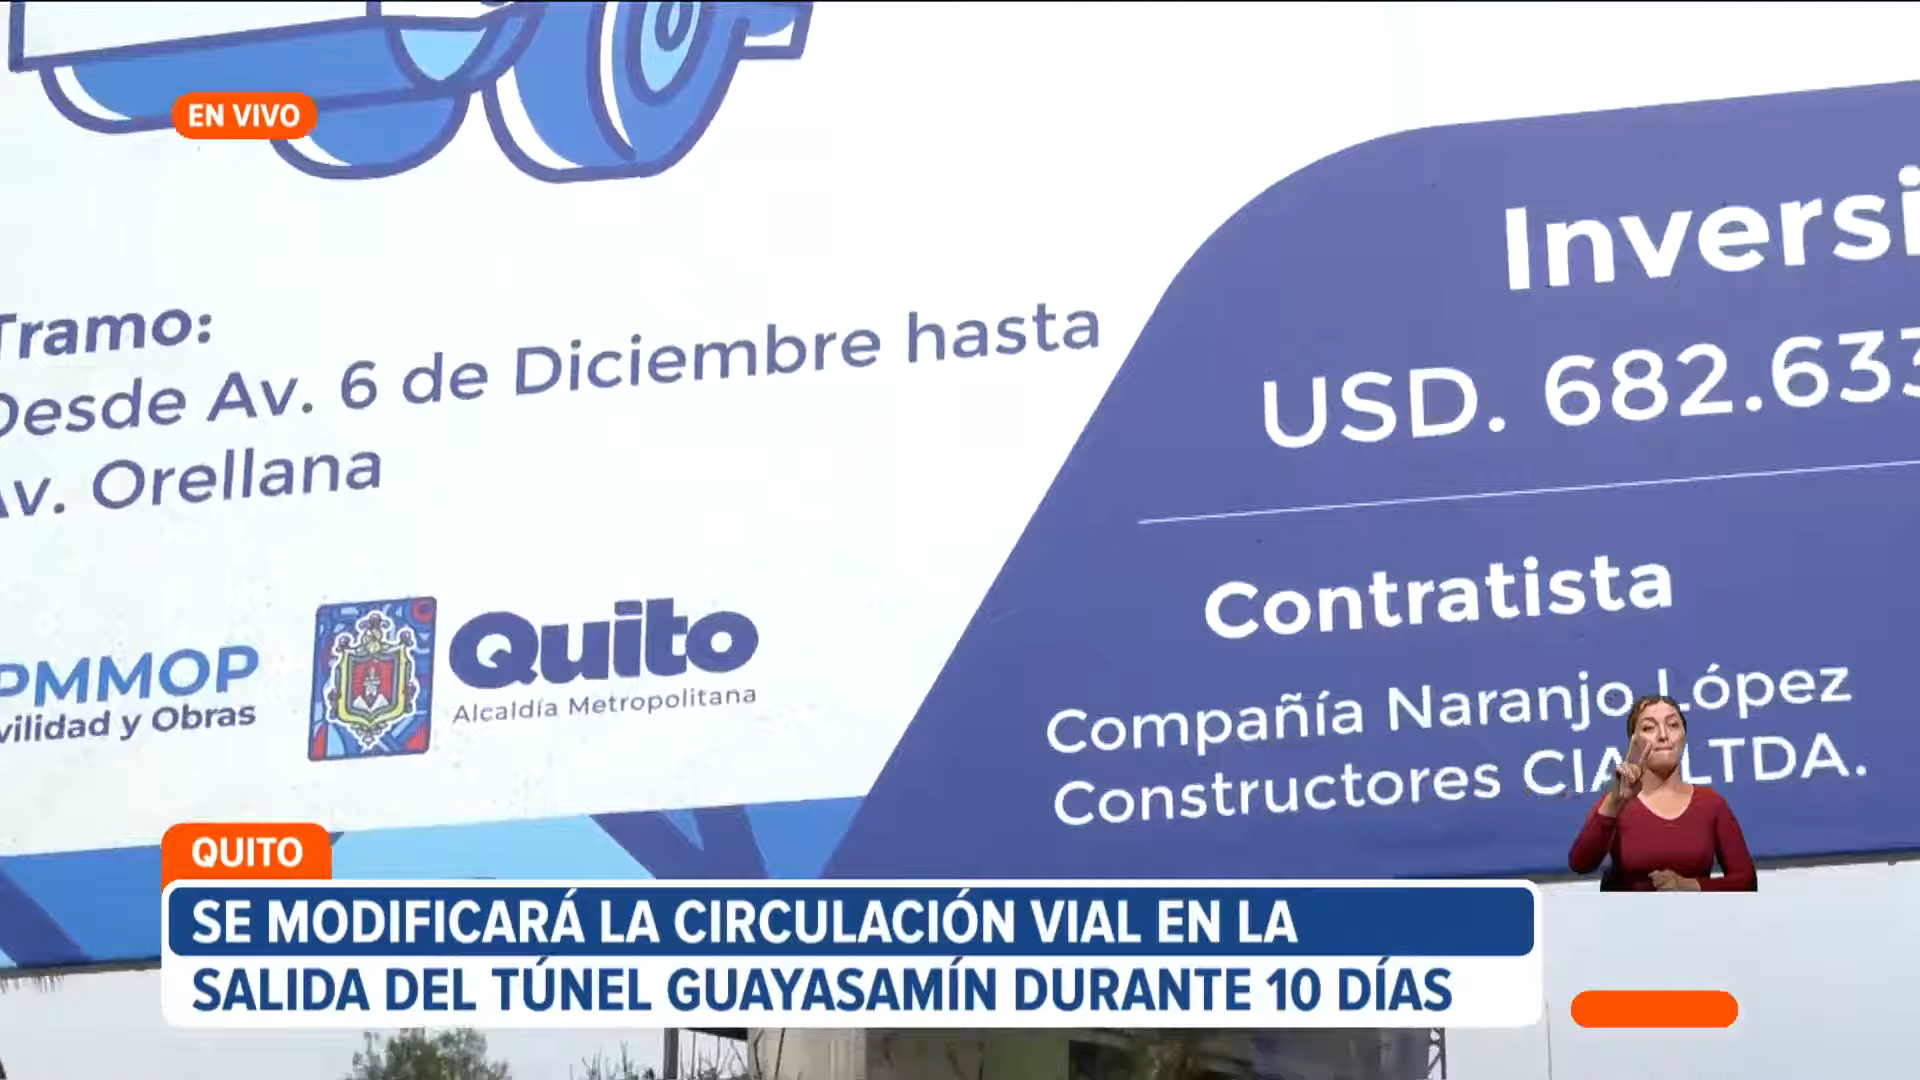 EN VIVO
Tramo:
Desde Av. 6 de Diciembre hasta
Av. Orellana
PMMOP
vilidad y Obras
Quito
Alcaldía Metropolitana
Inversi
USD. 682.633
Contratista
Compañía Naranjo López
Constructores CIA. LTDA.
QUITO
SE MODIFICARÁ LA CIRCULACIÓN VIAL EN LA
SALIDA DEL TÚNEL GUAYASAMÍN DURANTE 10 DÍAS